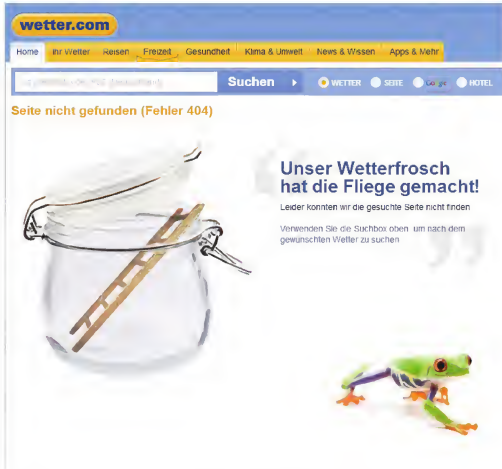 wetter.com
Home Ihr Wetter Reisen Freizeit Gesundheit Klima & Umwelt News & Wissen Apps & Mehr
Suchen WETTER SEITE Google HOTEL
Seite nicht gefunden (Fehler 404)
Unser Wetterfrosch
hat die Fliege gemacht!
Leider konnten wir die gesuchte Seite nicht finden
Verwenden Sie die Suchbox oben um nach dem
gewünschten Wetter zu suchen